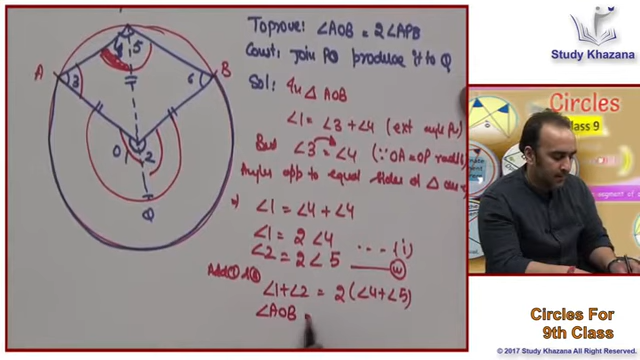 To prove: ∠AOB = 2∠APB
Const: Join PO produce it to Q
Sol: In △ AOB
∠1 = ∠3 + ∠4 (ext angle
But ∠3 = ∠4 (∵ OA = OP radii)
Angles opp to equal sides of △ are
⇒ ∠1 = ∠4 + ∠4
∠1 = 2∠4 ---- (i)
∠2 = 2∠5 —— (ii)
Add (i) & (ii)
∠1 + ∠2 = 2 (∠4 + ∠5)
∠AOB
4 5
A 3 6 B
O 1 2
Q
Study Khazana
Circles
Class 9
Circles For
9th Class
© 2018 Study Khazana. All Rights Reserved